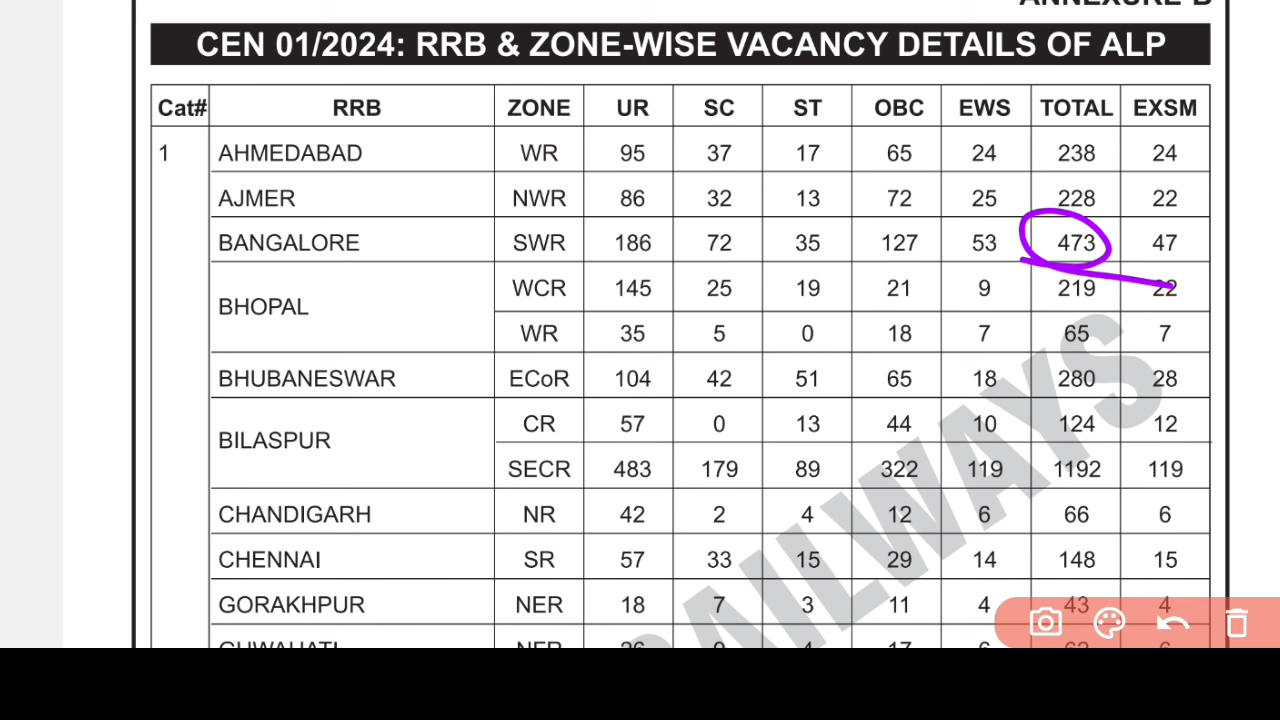 ANNEXURE-B
CEN 01/2024: RRB & ZONE-WISE VACANCY DETAILS OF ALP
Cat# RRB ZONE UR SC ST OBC EWS TOTAL EXSM
1 AHMEDABAD WR 95 37 17 65 24 238 24
AJMER NWR 86 32 13 72 25 228 22
BANGALORE SWR 186 72 35 127 53 473 47
BHOPAL WCR 145 25 19 21 9 219 22
WR 35 5 0 18 7 65 7
BHUBANESWAR ECoR 104 42 51 65 18 280 28
BILASPUR CR 57 0 13 44 10 124 12
SECR 483 179 89 322 119 1192 119
CHANDIGARH NR 42 2 4 12 6 66 6
CHENNAI SR 57 33 15 29 14 148 15
GORAKHPUR NER 18 7 3 11 4 43 4
RAILWAYS